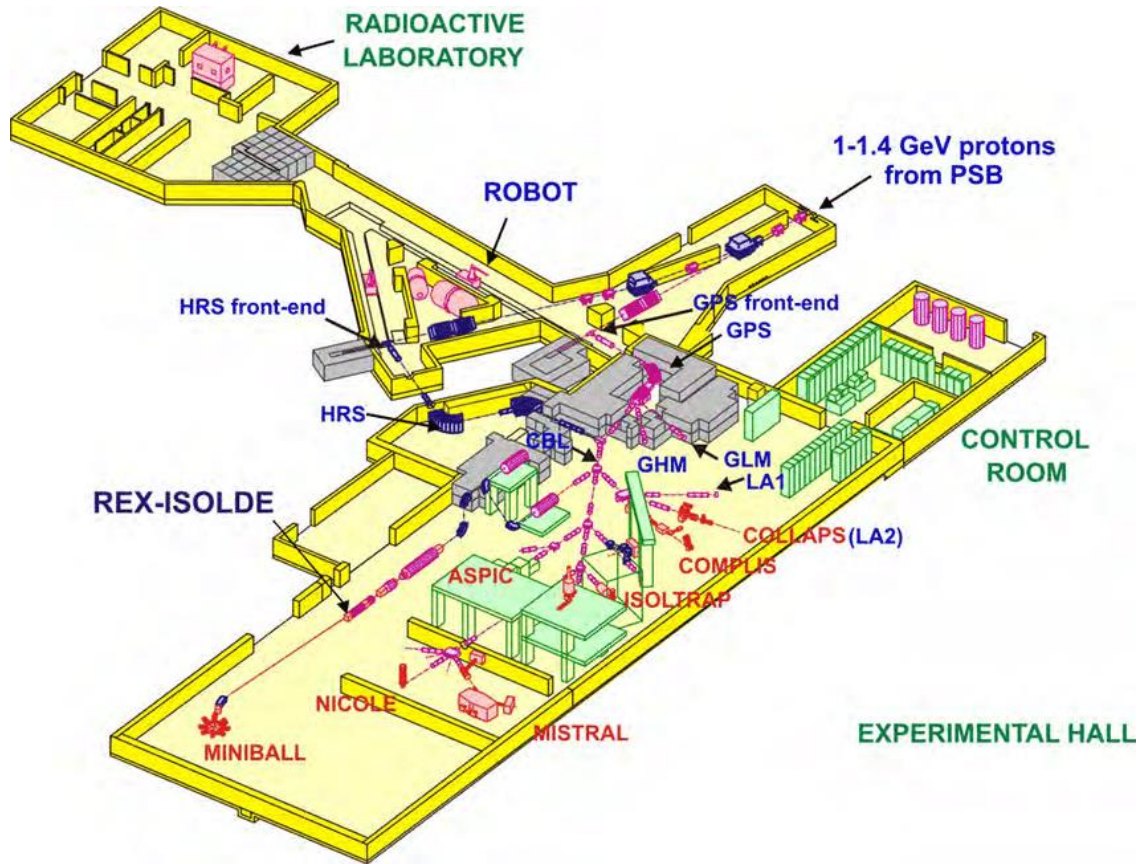 RADIOACTIVE
LABORATORY
1-1.4 GeV protons
from PSB
ROBOT
HRS front-end
GPS front-end
GPS
HRS
CBL
GHM
GLM
LA1
CONTROL
ROOM
REX-ISOLDE
COLLAPS (LA2)
COMPLIS
ASPIC
ISOLTRAP
NICOLE
MISTRAL
MINIBALL
EXPERIMENTAL HALL